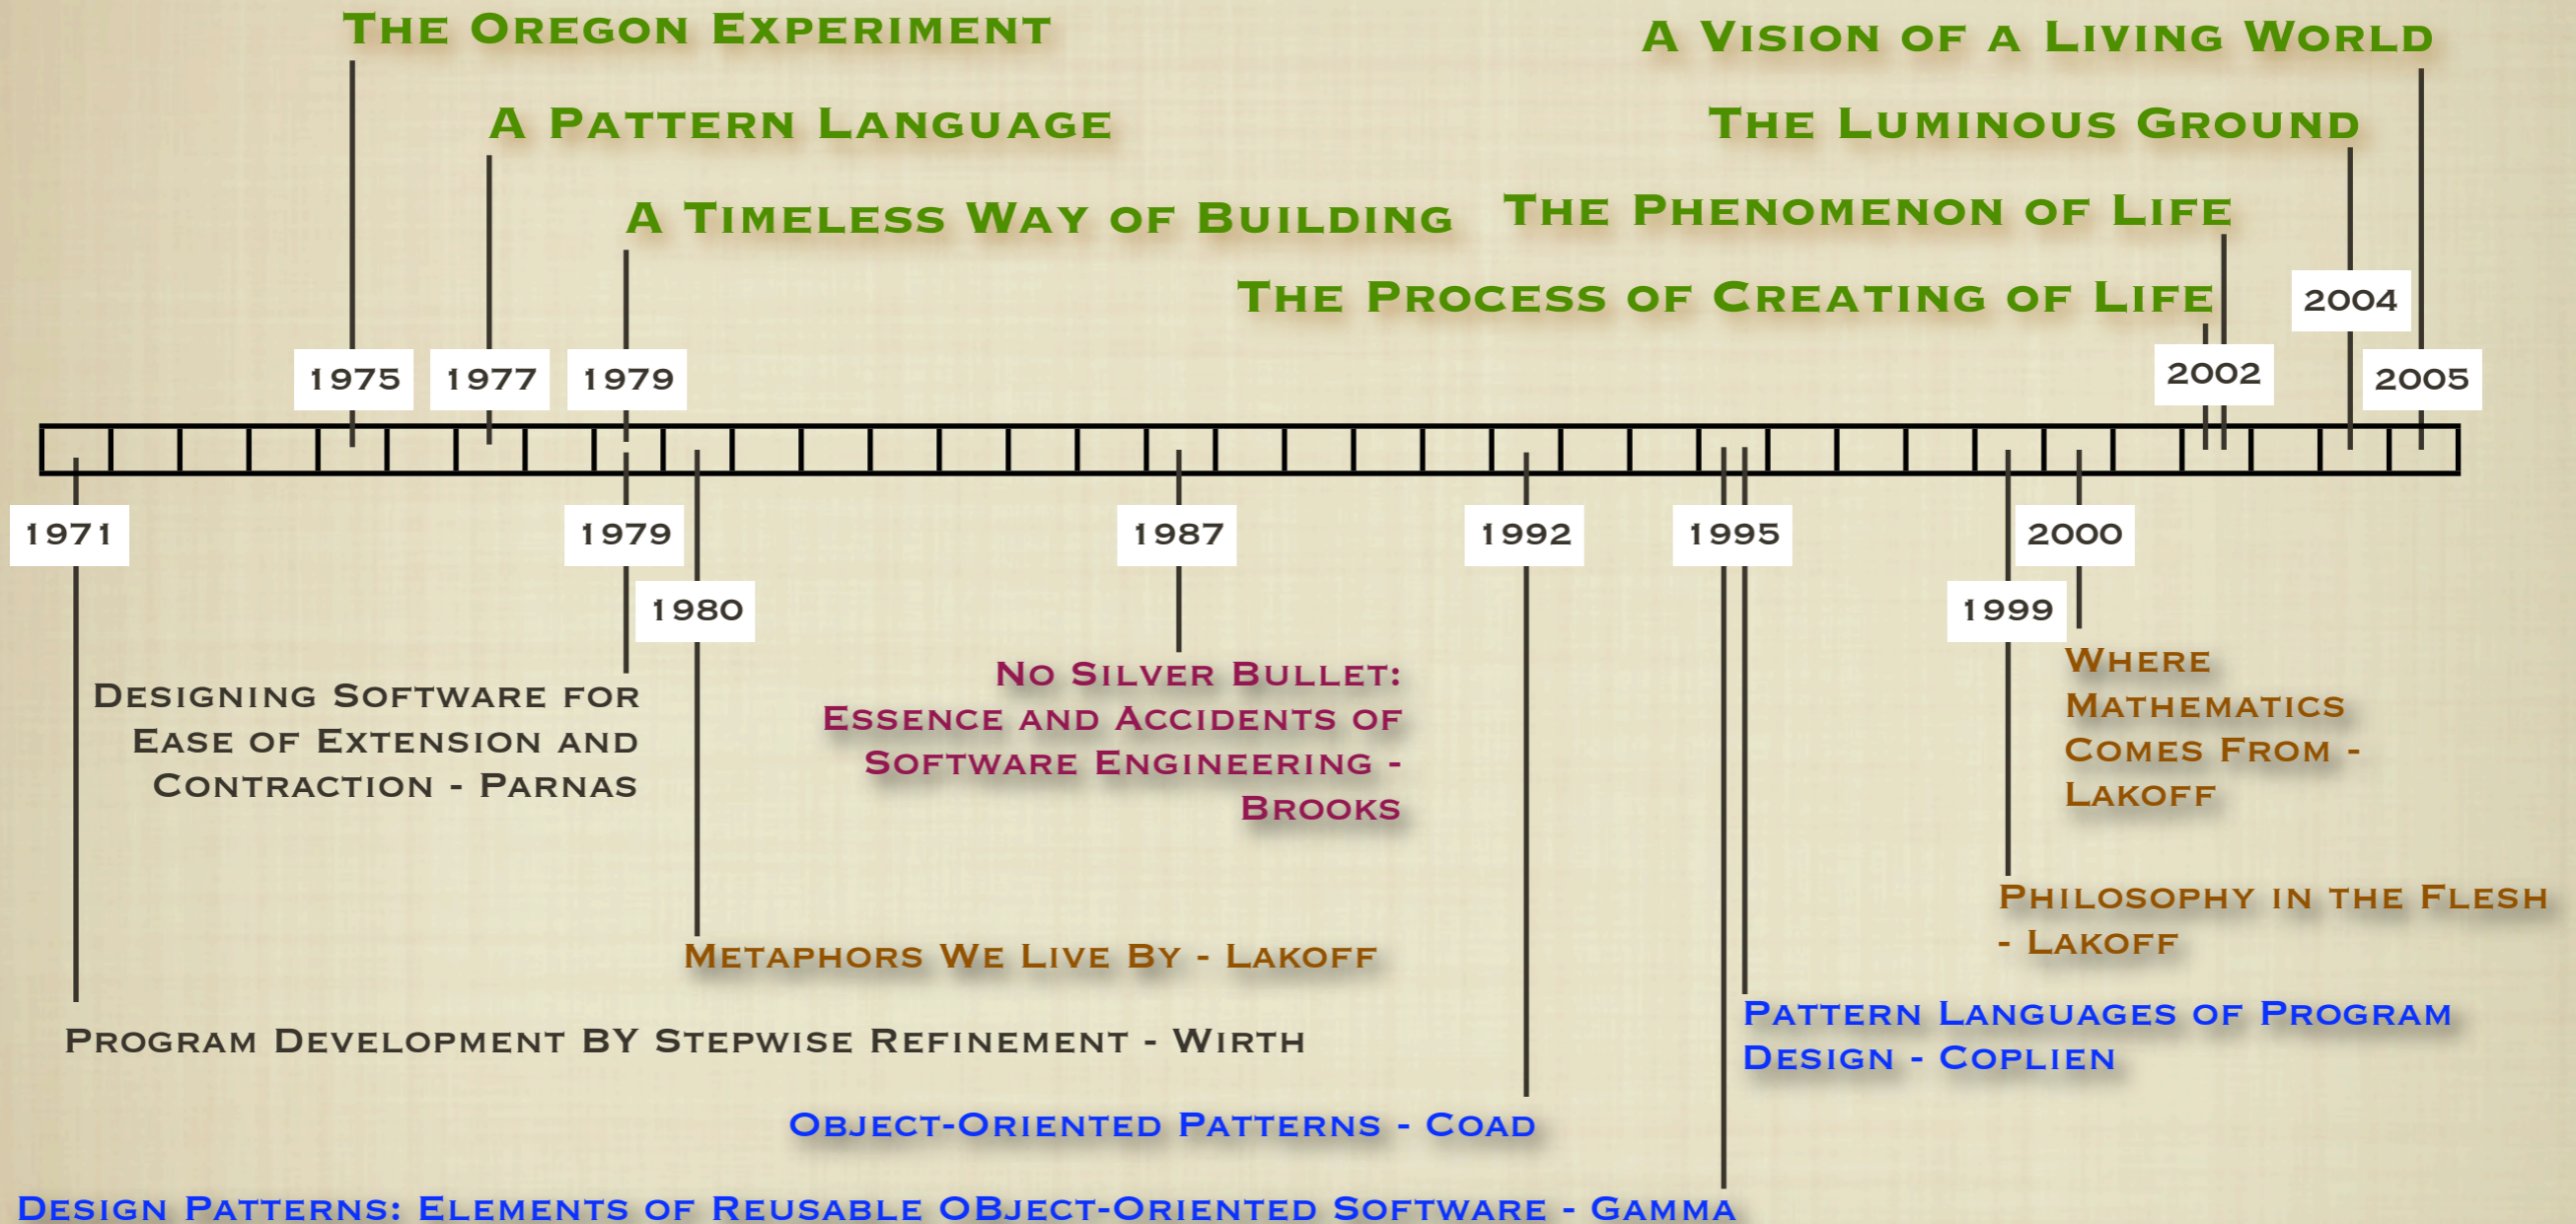 The Oregon Experiment
A Vision of a Living World
A Pattern Language
The Luminous Ground
A Timeless Way of Building
The Phenomenon of Life
The Process of Creating of Life
2004
1975
1977
1979
2002
2005
1971
1979
1987
1992
1995
2000
1980
1999
Designing Software for
Ease of Extension and
Contraction - Parnas
No Silver Bullet:
Essence and Accidents of
Software Engineering -
Brooks
Where
Mathematics
Comes From -
Lakoff
Philosophy in the Flesh
- Lakoff
Metaphors We Live By - Lakoff
Pattern Languages of Program
Design - Coplien
Program Development BY Stepwise Refinement - Wirth
Object-Oriented Patterns - Coad
Design Patterns: Elements of Reusable OBject-Oriented Software - Gamma